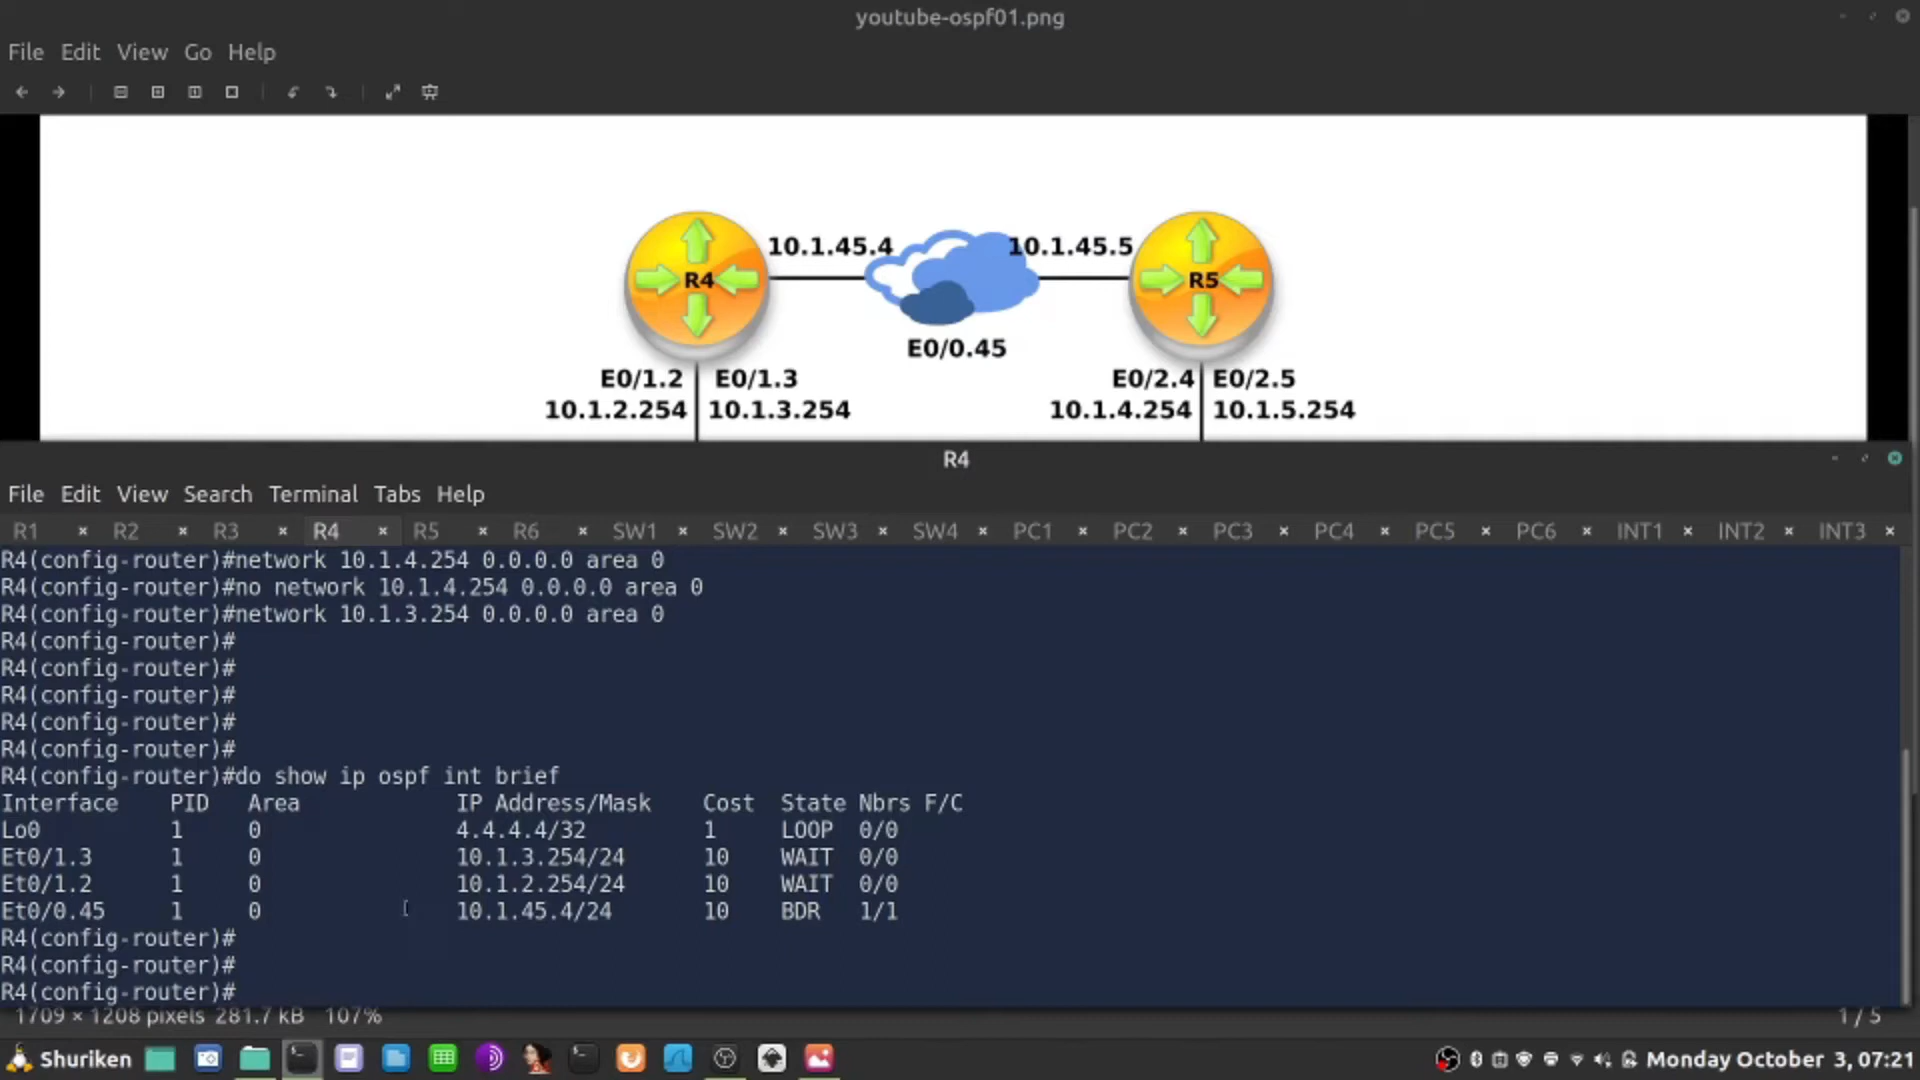 youtube-ospf01.png
File Edit View Go Help
10.1.45.4 10.1.45.5
R4 R5
E0/0.45
E0/1.2 E0/1.3 E0/2.4 E0/2.5
10.1.2.254 10.1.3.254 10.1.4.254 10.1.5.254
R4
File Edit View Search Terminal Tabs Help
R1 R2 R3 R4 R5 R6 SW1 SW2 SW3 SW4 PC1 PC2 PC3 PC4 PC5 PC6 INT1 INT2 INT3
R4(config-router)#network 10.1.4.254 0.0.0.0 area 0
R4(config-router)#no network 10.1.4.254 0.0.0.0 area 0
R4(config-router)#network 10.1.3.254 0.0.0.0 area 0
R4(config-router)#
R4(config-router)#
R4(config-router)#
R4(config-router)#
R4(config-router)#
R4(config-router)#do show ip ospf int brief
Interface PID Area IP Address/Mask Cost State Nbrs F/C
Lo0 1 0 4.4.4.4/32 1 LOOP 0/0
Et0/1.3 1 0 10.1.3.254/24 10 WAIT 0/0
Et0/1.2 1 0 10.1.2.254/24 10 WAIT 0/0
Et0/0.45 1 0 10.1.45.4/24 10 BDR 1/1
R4(config-router)#
R4(config-router)#
R4(config-router)#
1709 × 1208 pixels 281.7 kB 107% 1 / 5
Shuriken Monday October 3, 07:21